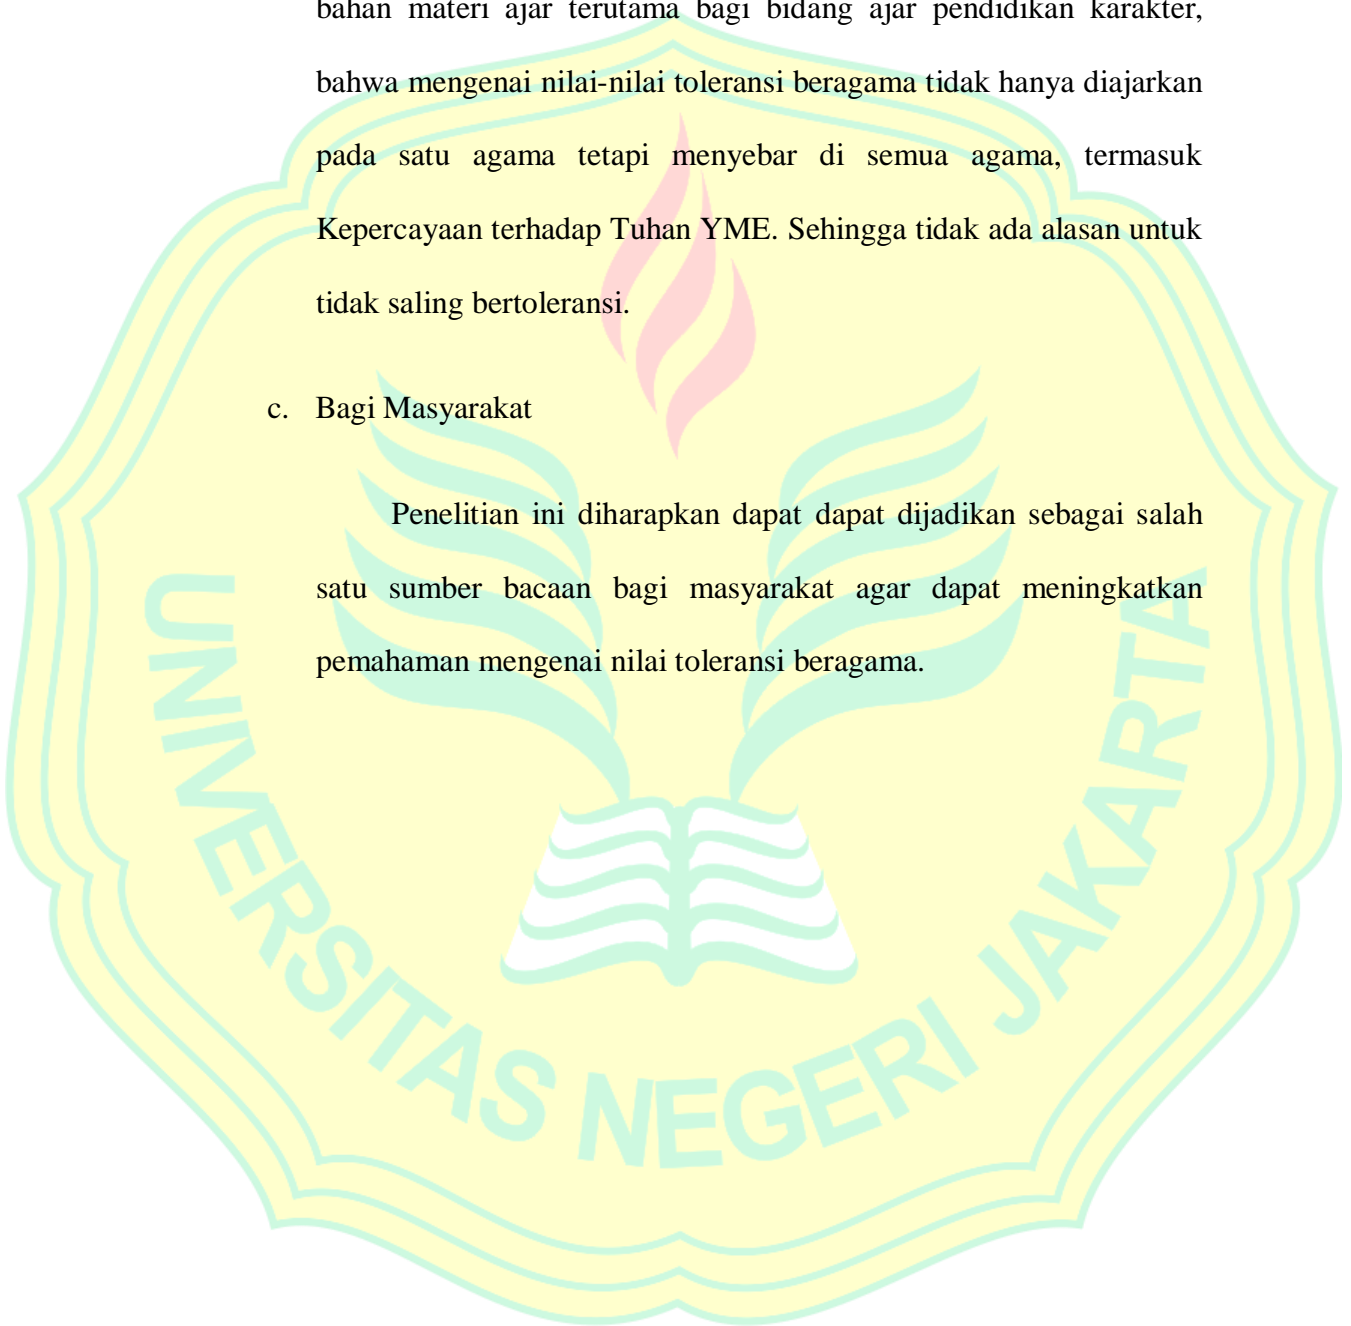 bahan materi ajar terutama bagi bidang ajar pendidikan karakter,
bahwa mengenai nilai-nilai toleransi beragama tidak hanya diajarkan
pada satu agama tetapi menyebar di semua agama, termasuk
Kepercayaan terhadap Tuhan YME. Sehingga tidak ada alasan untuk
tidak saling bertoleransi.
c. Bagi Masyarakat
Penelitian ini diharapkan dapat dapat dijadikan sebagai salah
satu sumber bacaan bagi masyarakat agar dapat meningkatkan
pemahaman mengenai nilai toleransi beragama.
UNIVERSITAS NEGERI JAKARTA